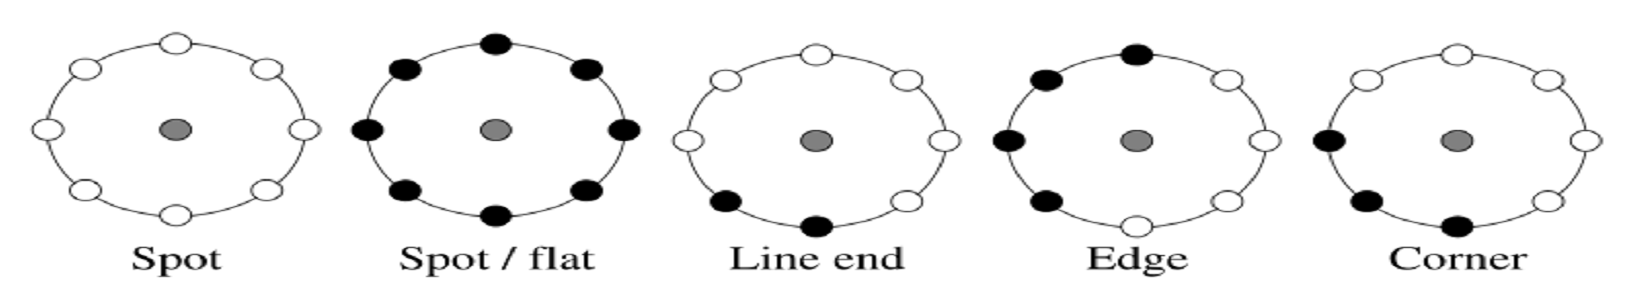 Spot
Spot / flat
Line end
Edge
Corner